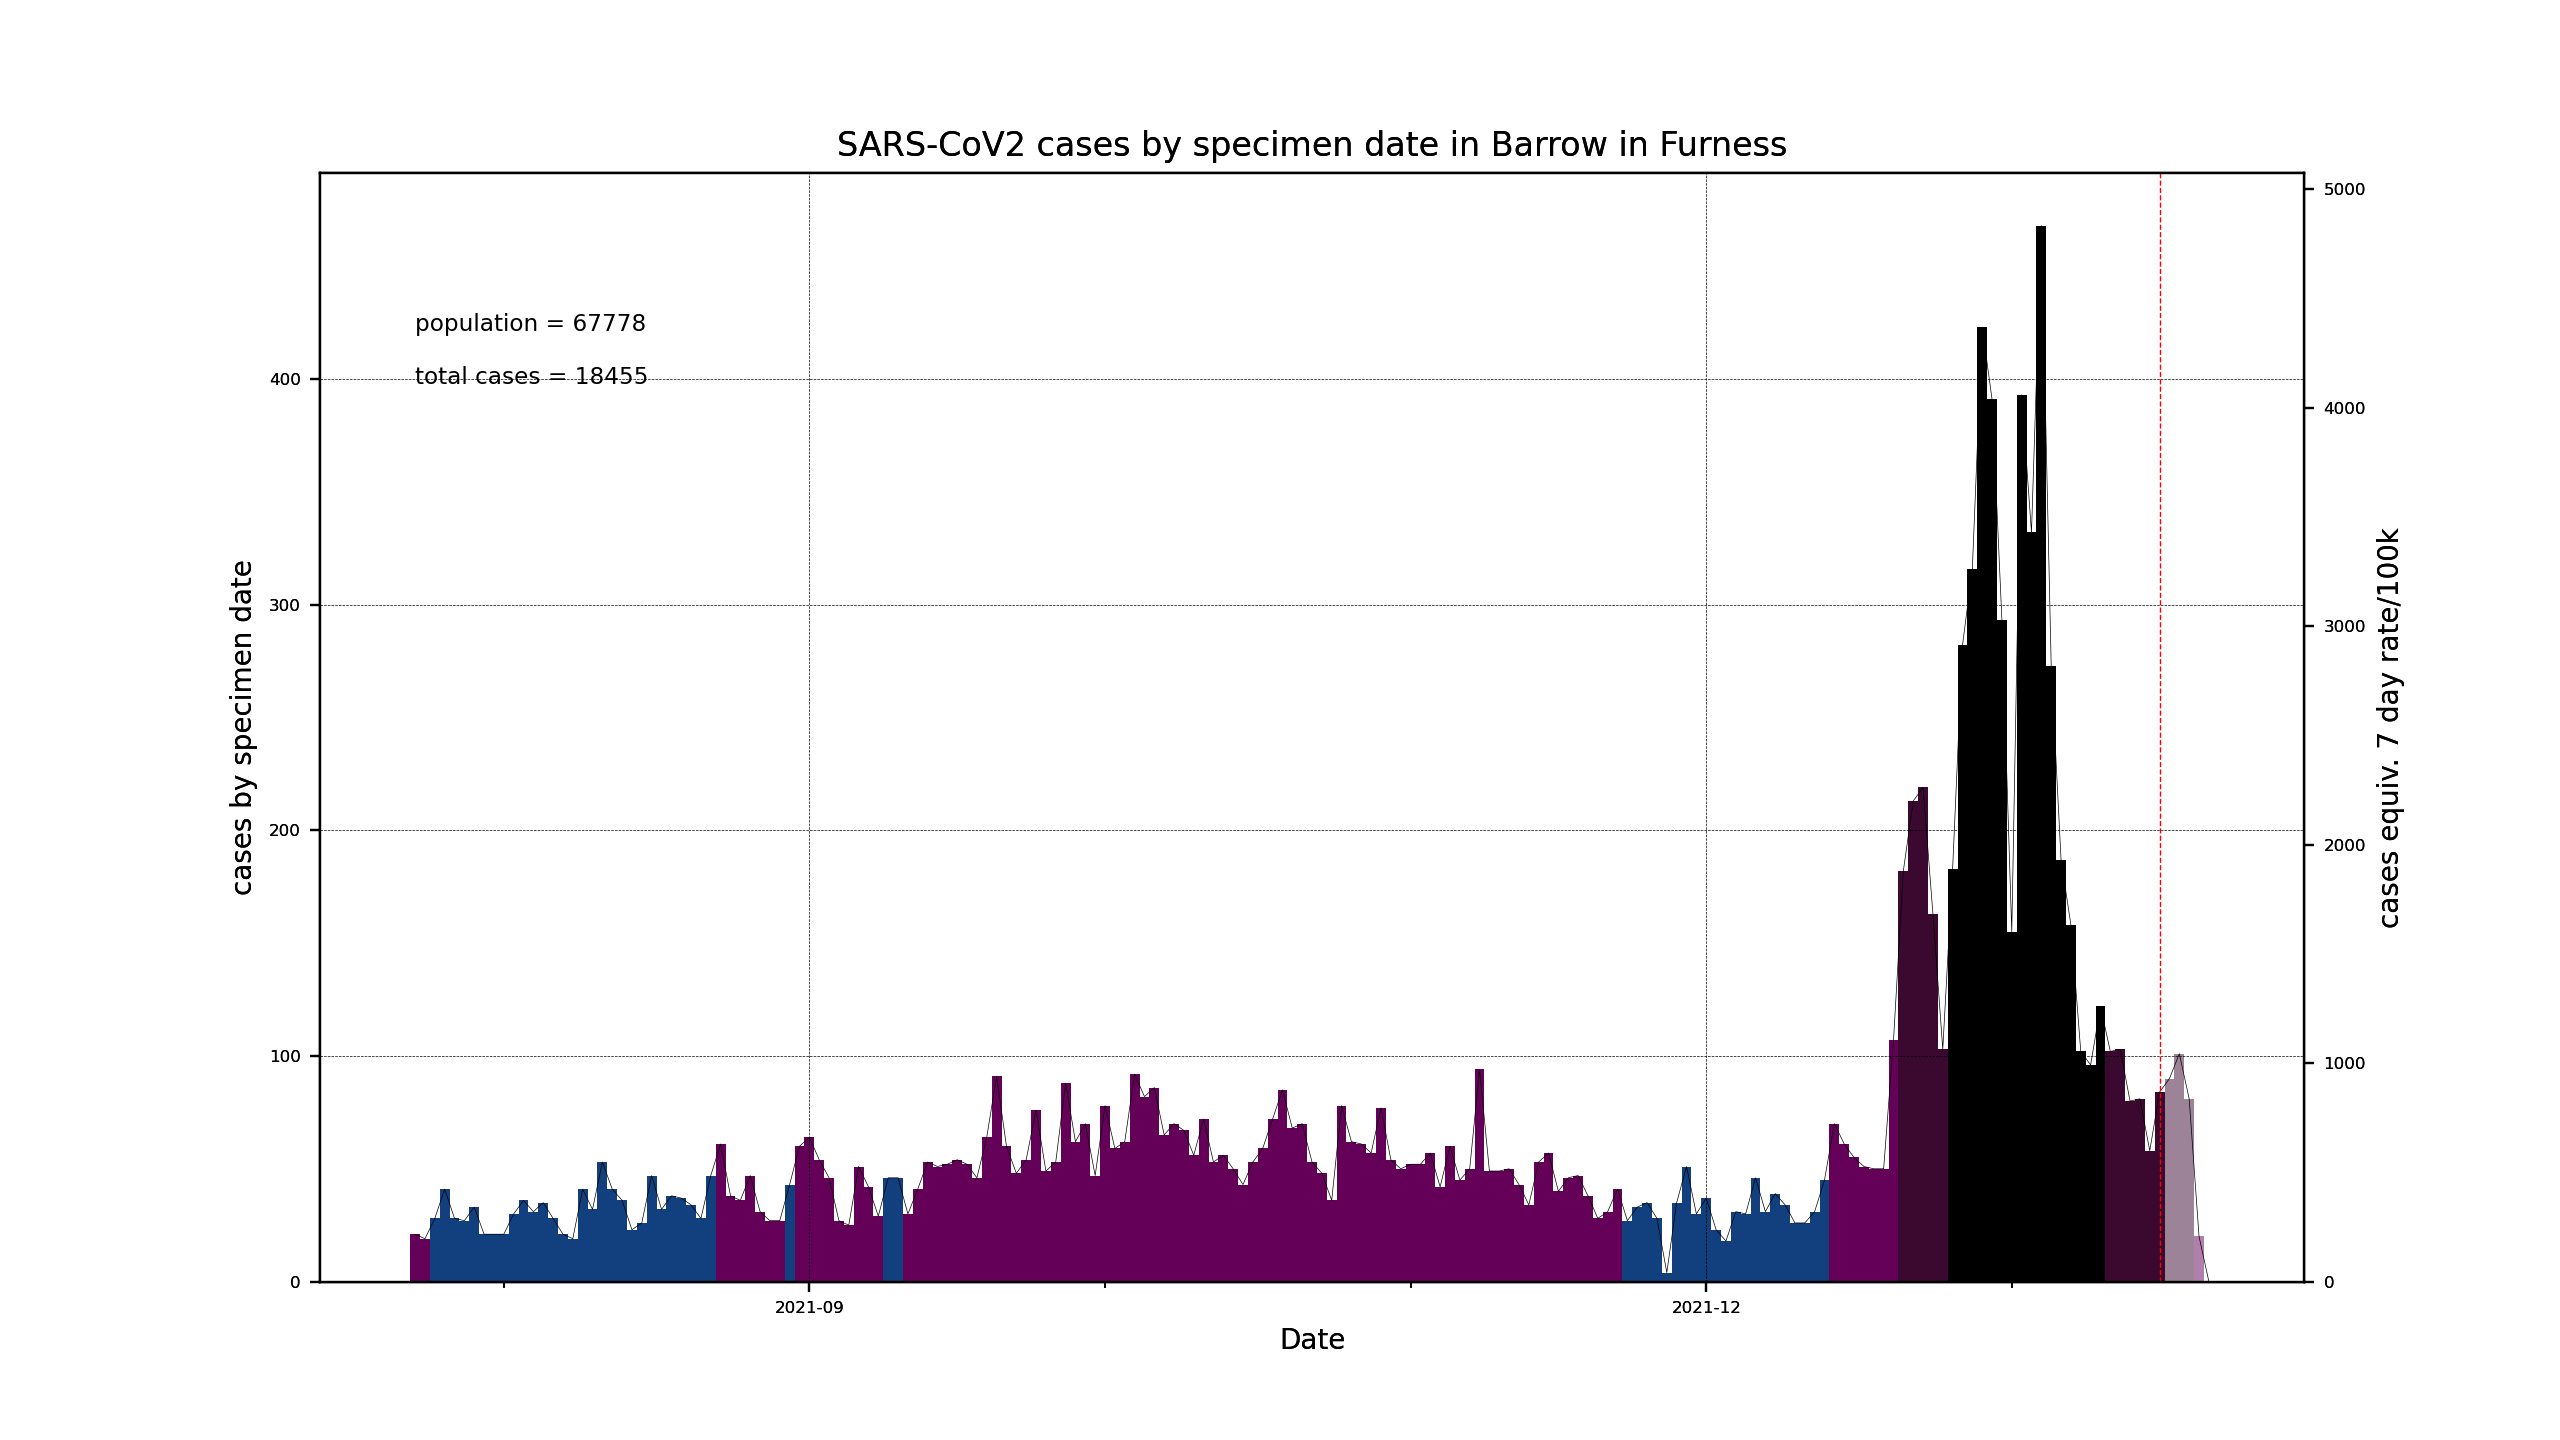 SARS-CoV2 cases by specimen date in Barrow in Furness
population = 67778
total cases = 18455
cases by specimen date
400
300
200
100
0
5000
4000
3000
2000
1000
0
cases equiv. 7 day rate/100k
2021-09
2021-12
Date